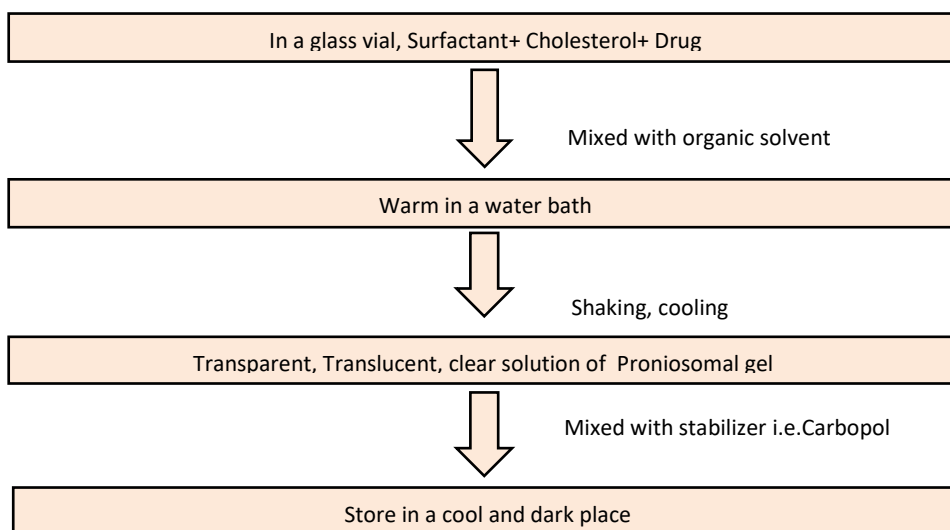 In a glass vial, Surfactant+ Cholesterol+ Drug
Mixed with organic solvent
Warm in a water bath
Shaking, cooling
Transparent, Translucent, clear solution of  Proniosomal gel
Mixed with stabilizer i.e.Carbopol
Store in a cool and dark place